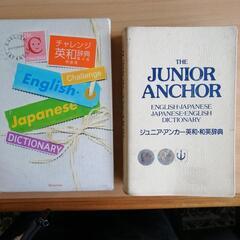 チャレンジ
英和辞典
Challenge
English-
Japanese
DICTIONARY
THE
JUNIOR
ANCHOR
ENGLISH-JAPANESE
JAPANESE-ENGLISH
DICTIONARY
ジュニア・アンカー英和・和英辞典